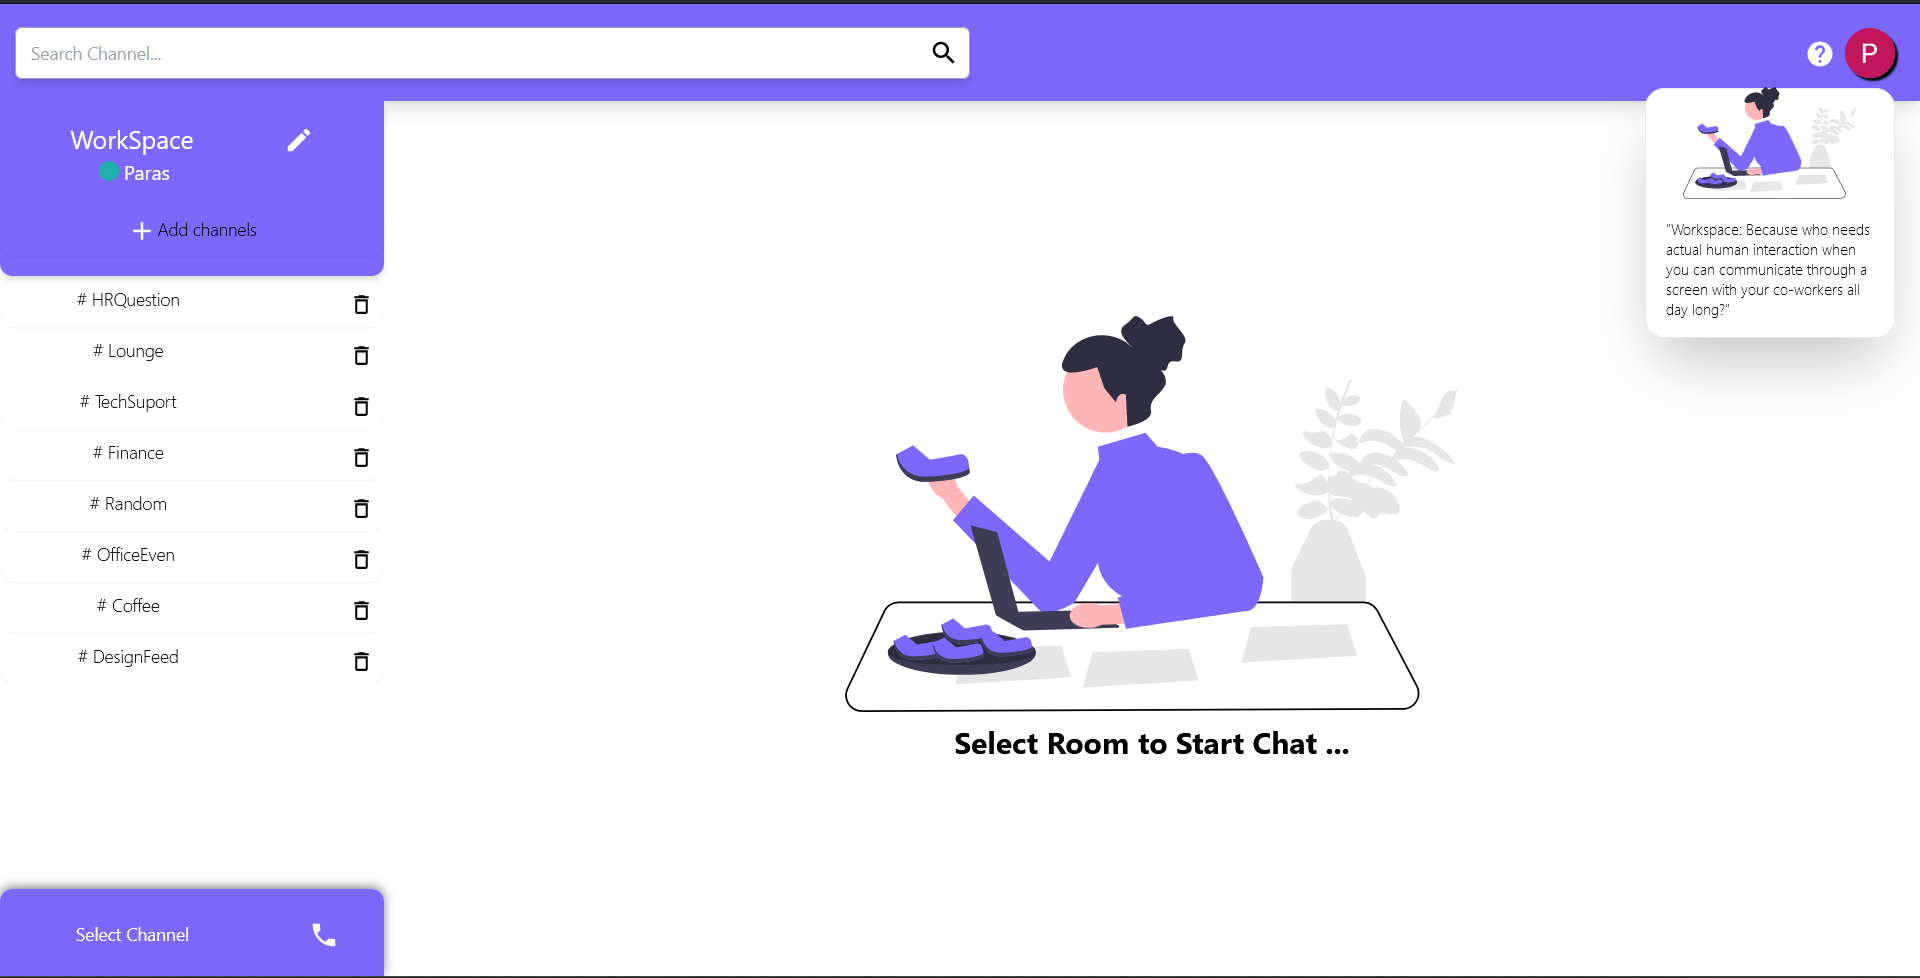 Search Channel...
?
P
WorkSpace
Paras
Add channels
# HRQuestion
# Lounge
# TechSuport
# Finance
# Random
# OfficeEven
# Coffee
# DesignFeed
Select Channel
Select Room to Start Chat ...
"Workspace: Because who needs
actual human interaction when
you can communicate through a
screen with your co-workers all
day long?"